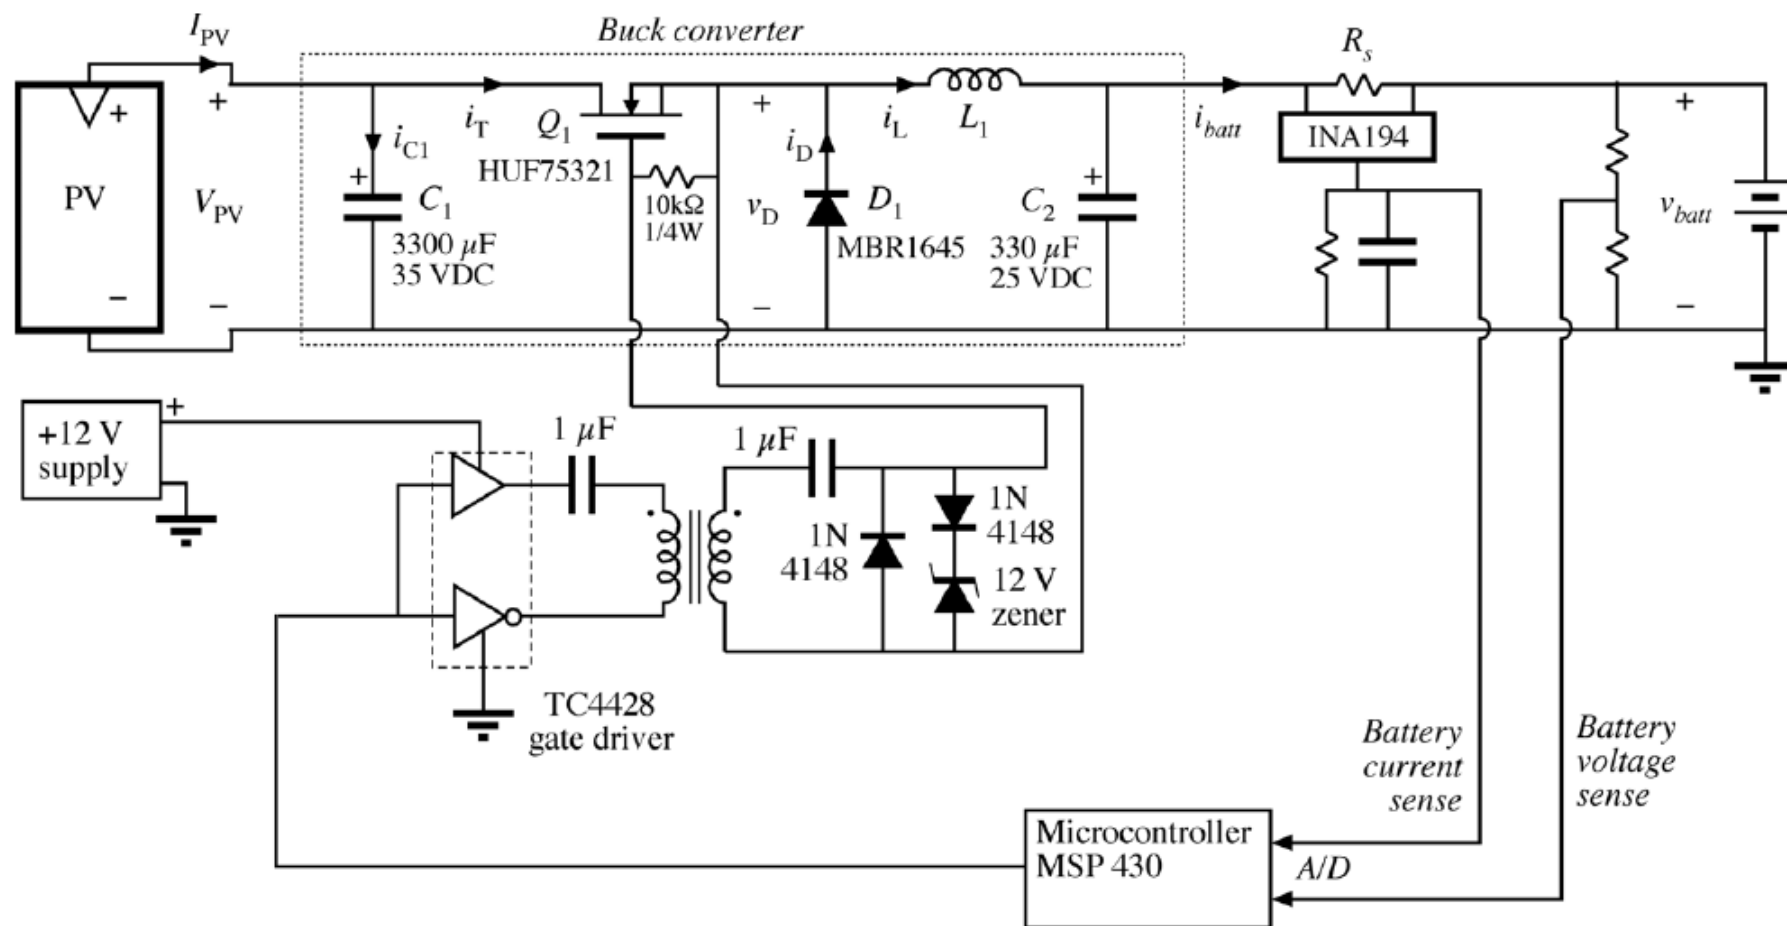 Buck converter
I_PV
R_s
+
+
+
+
i_T
Q_1
i_L
L_1
i_batt
INA194
i_C1
HUF75321
i_D
PV
V_PV
+
C_1
10kΩ
1/4W
v_D
D_1
+
C_2
v_batt
3300 µF
35 VDC
MBR1645
330 µF
25 VDC
−
−
−
−
+12 V
supply
+
1 µF
1 µF
1N
4148
1N
4148
12 V
zener
TC4428
gate driver
Battery
current
sense
Battery
voltage
sense
Microcontroller
MSP 430
A/D